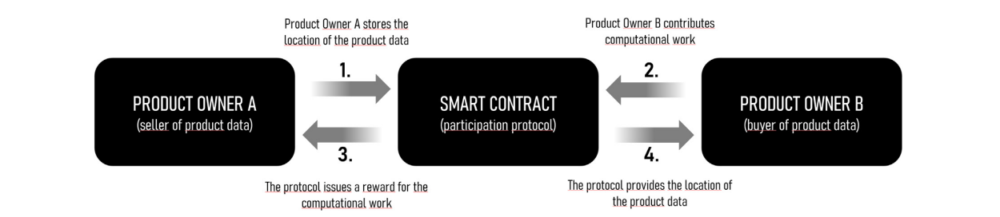 Product Owner A stores the
location of the product data
Product Owner B contributes
computational work
1.
2.
PRODUCT OWNER A
(seller of product data)
SMART CONTRACT
(participation protocol)
PRODUCT OWNER B
(buyer of product data)
3.
4.
The protocol issues a reward for the
computational work
The protocol provides the location of
the product data